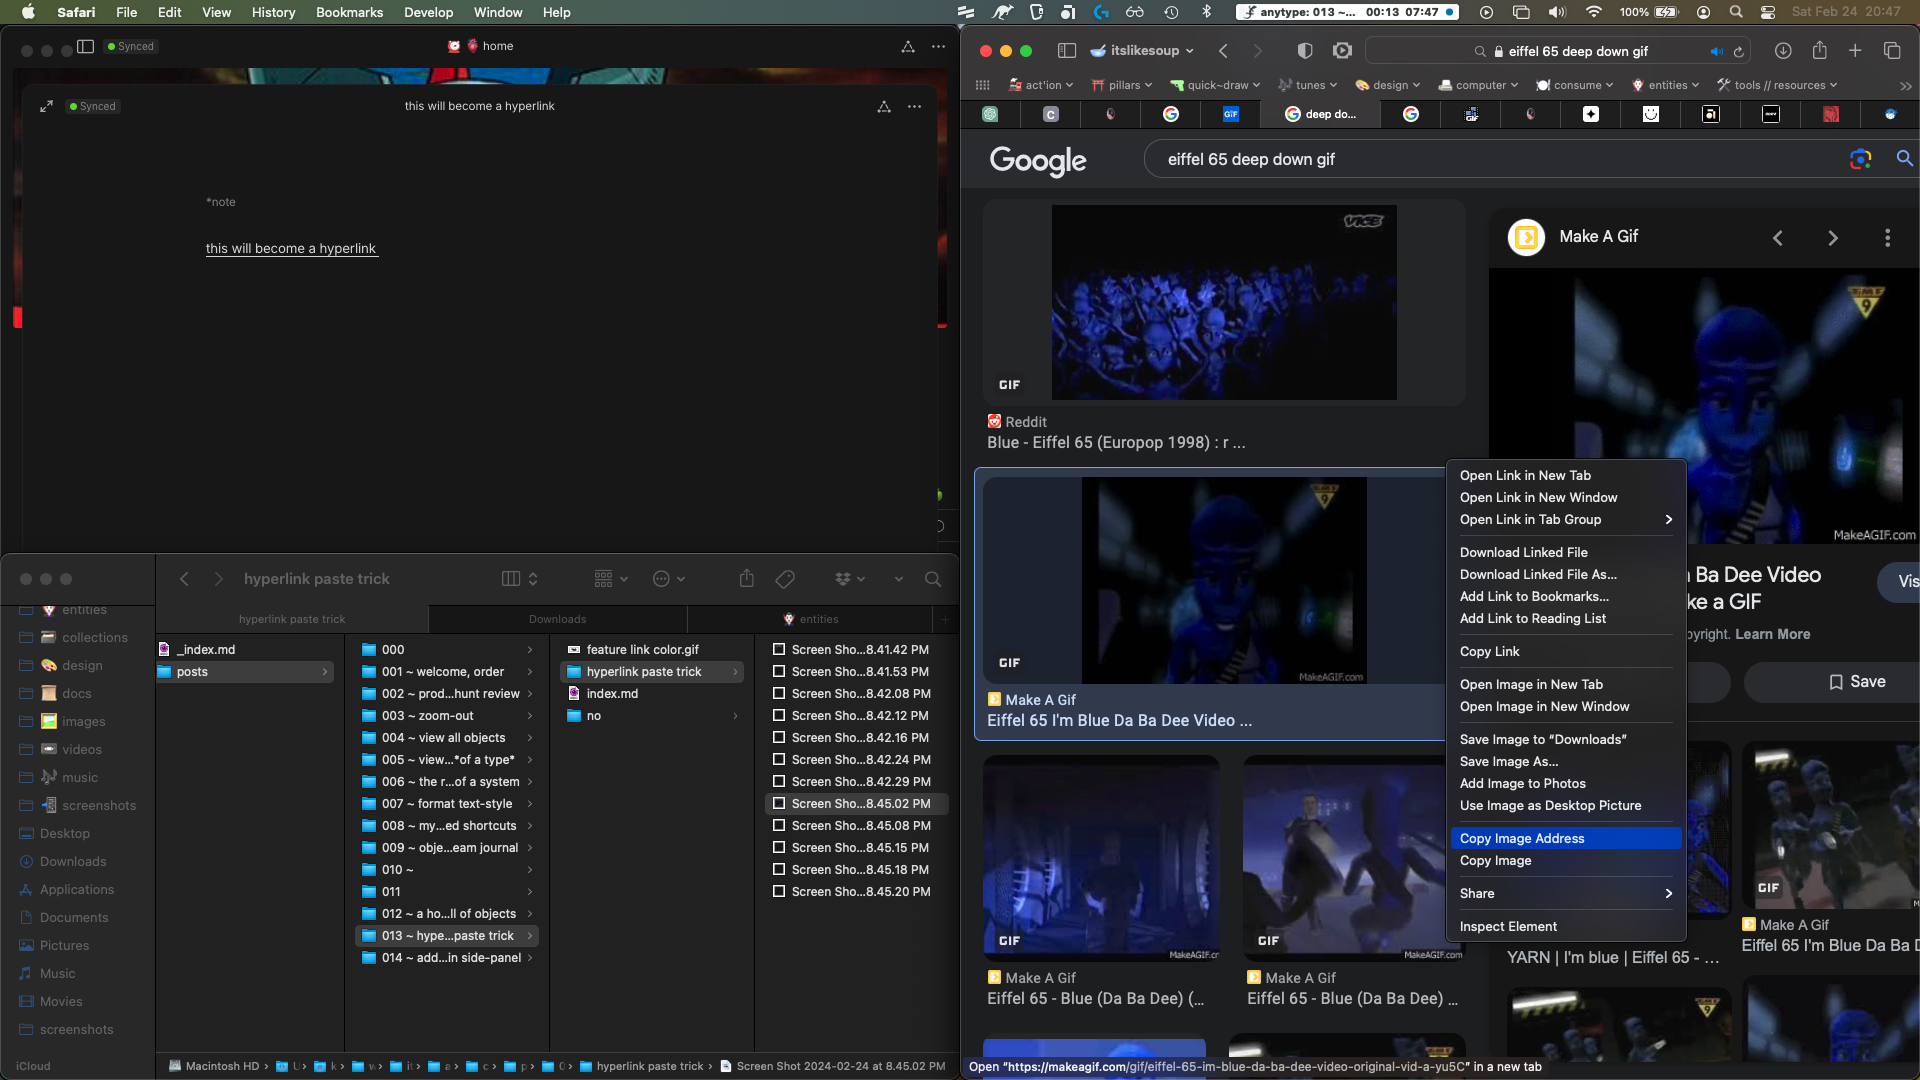 Safari File Edit View History Bookmarks Develop Window Help
anytype: 013 ~... 00:13 07:47
100%
Sat Feb 24 20:47
Synced
home
Synced
this will become a hyperlink
*note
this will become a hyperlink
hyperlink paste trick
hyperlink paste trick
Downloads
entities
entities
collections
design
docs
images
videos
music
screenshots
Desktop
Downloads
Applications
Documents
Pictures
Music
Movies
screenshots
iCloud
_index.md
posts
000
001 ~ welcome, order
002 ~ prod...hunt review
003 ~ zoom-out
004 ~ view all objects
005 ~ view...*of a type*
006 ~ the r...of a system
007 ~ format text-style
008 ~ my...ed shortcuts
009 ~ obje...eam journal
010 ~
011
012 ~ a ho...ll of objects
013 ~ hype...paste trick
014 ~ add...in side-panel
feature link color.gif
hyperlink paste trick
index.md
no
Screen Sho...8.41.42 PM
Screen Sho...8.41.53 PM
Screen Sho...8.42.08 PM
Screen Sho...8.42.12 PM
Screen Sho...8.42.16 PM
Screen Sho...8.42.24 PM
Screen Sho...8.42.29 PM
Screen Sho...8.45.02 PM
Screen Sho...8.45.08 PM
Screen Sho...8.45.15 PM
Screen Sho...8.45.18 PM
Screen Sho...8.45.20 PM
Macintosh HD
hyperlink paste trick
Screen Shot 2024-02-24 at 8.45.02 PM
itslikesoup
eiffel 65 deep down gif
act'ion pillars quick~draw tunes design computer consume entities tools // resources
GIF
deep do...
Google
eiffel 65 deep down gif
VICE
GIF
Reddit
Blue - Eiffel 65 (Europop 1998) : r ...
GIF
MakeAGIF.com
Make A Gif
Eiffel 65 I'm Blue Da Ba Dee Video ...
GIF
Make A Gif
Eiffel 65 - Blue (Da Ba Dee) (...
GIF
MakeAGIF.com
Make A Gif
Eiffel 65 - Blue (Da Ba Dee) ...
Make A Gif
MakeAGIF.com
Ba Dee Video
ke a GIF
Vis
Learn More
Save
Open Link in New Tab
Open Link in New Window
Open Link in Tab Group
Download Linked File
Download Linked File As...
Add Link to Bookmarks...
Add Link to Reading List
Copy Link
Open Image in New Tab
Open Image in New Window
Save Image to “Downloads”
Save Image As...
Add Image to Photos
Use Image as Desktop Picture
Copy Image Address
Copy Image
Share
Inspect Element
YARN | I'm blue | Eiffel 65 - ...
GIF
Make A Gif
Eiffel 65 I'm Blue Da Ba D
Open “https://makeagif.com/gif/eiffel-65-im-blue-da-ba-dee-video-original-vid-a-yu5C” in a new tab